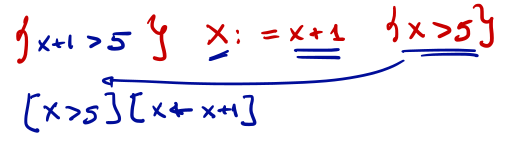 {x+1 > 5} x := x+1 {x > 5}
[x>5][x ← x+1]